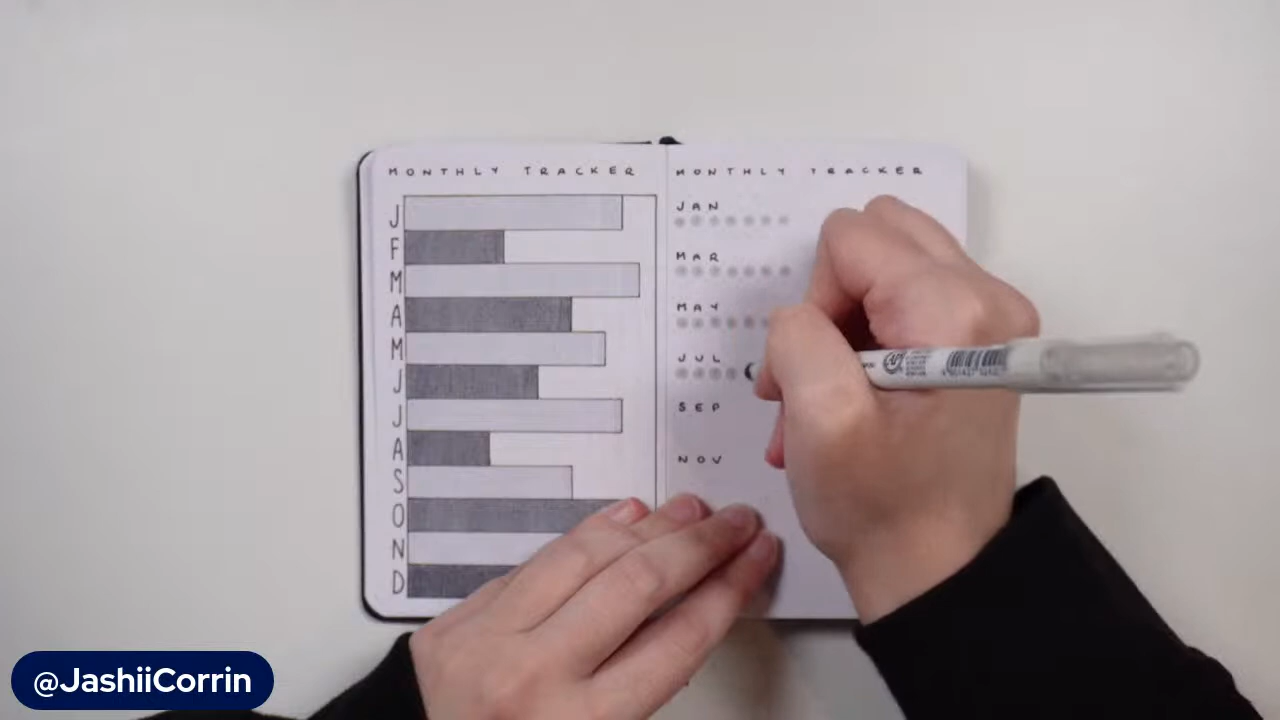 MONTHLY TRACKER
J
F
M
A
M
J
J
A
S
O
N
D
MONTHLY TRACKER
JAN
MAR
MAY
JUL
SEP
NOV
@JashiiCorrin